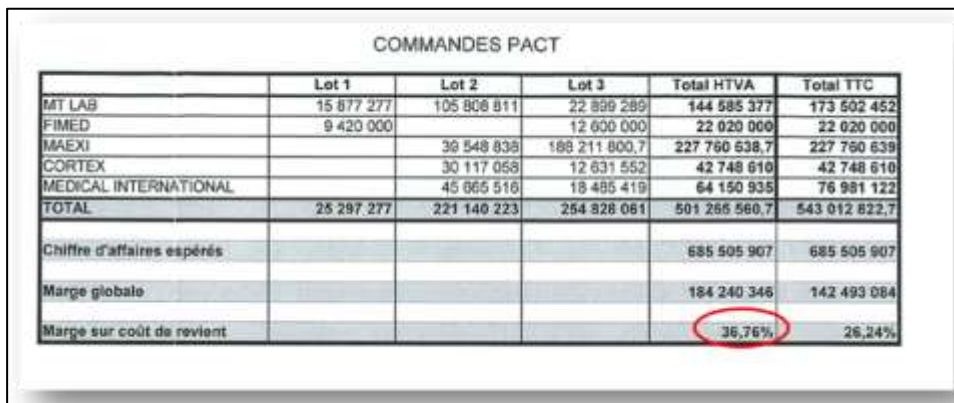 COMMANDES PACT
Lot 1 Lot 2 Lot 3 Total HTVA Total TTC
MT LAB 15 877 277 105 808 811 22 899 289 144 585 377 173 502 452
FIMED 9 420 000 12 600 000 22 020 000 22 020 000
MAEXI 39 548 838 188 211 800,7 227 760 638,7 227 760 639
CORTEX 30 117 058 12 631 552 42 748 610 42 748 610
MEDICAL INTERNATIONAL 45 665 516 18 485 419 64 150 935 76 981 122
TOTAL 25 297 277 221 140 223 254 828 061 501 265 560,7 543 012 822,7
Chiffre d'affaires espérés 685 505 907 685 505 907
Marge globale 184 240 346 142 493 084
Marge sur coût de revient 36,76% 26,24%